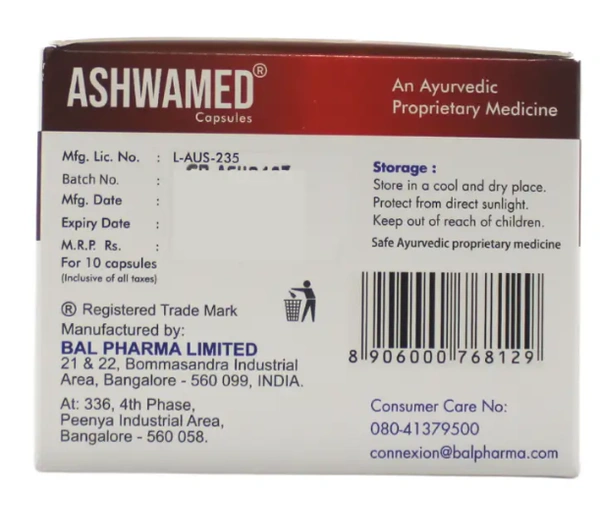 ASHWAMED®
Capsules
An Ayurvedic
Proprietary Medicine
Mfg. Lic. No. : L-AUS-235
Batch No. :
Mfg. Date :
Expiry Date :
M.R.P. Rs. :
For 10 capsules
(Inclusive of all taxes)
® Registered Trade Mark
Manufactured by:
BAL PHARMA LIMITED
21 & 22, Bommasandra Industrial
Area, Bangalore - 560 099, INDIA.
At: 336, 4th Phase,
Peenya Industrial Area,
Bangalore - 560 058.
Storage :
Store in a cool and dry place.
Protect from direct sunlight.
Keep out of reach of children.
Safe Ayurvedic proprietary medicine
8 906000 768129
Consumer Care No:
080-41379500
connexion@balpharma.com